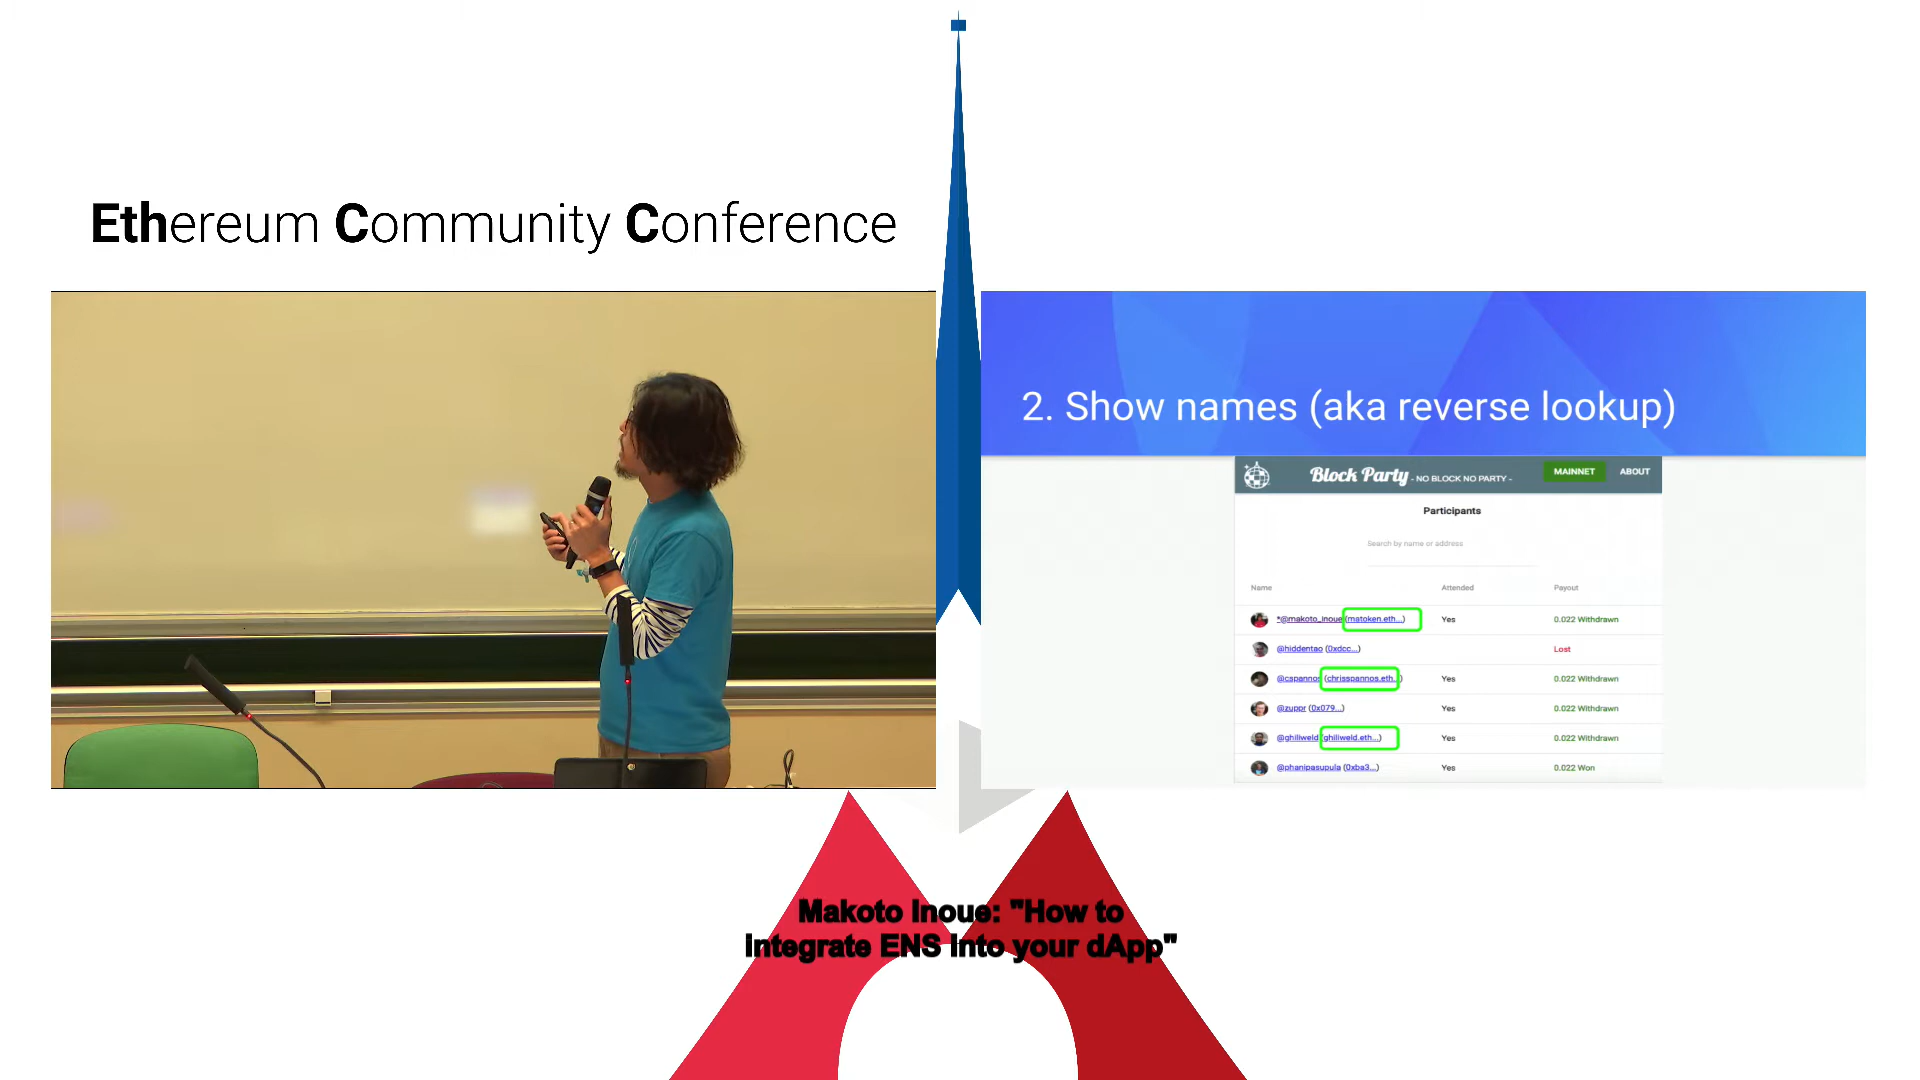 Ethereum Community Conference
2. Show names (aka reverse lookup)
Block Party - NO BLOCK NO PARTY -
MAINNET
ABOUT
Participants
Search by name or address
Name Attended Payout
*@makoto_inoue (matoken.eth...) Yes 0.022 Withdrawn
@hiddentao (0xdcc...) Lost
@cspannos (chrisspannos.eth...) Yes 0.022 Withdrawn
@zuppr (0x079...) Yes 0.022 Withdrawn
@ghiliweld (ghiliweld.eth...) Yes 0.022 Withdrawn
@phanipasupula (0xba3...) Yes 0.022 Won
Makoto Inoue: "How to
integrate ENS into your dApp"